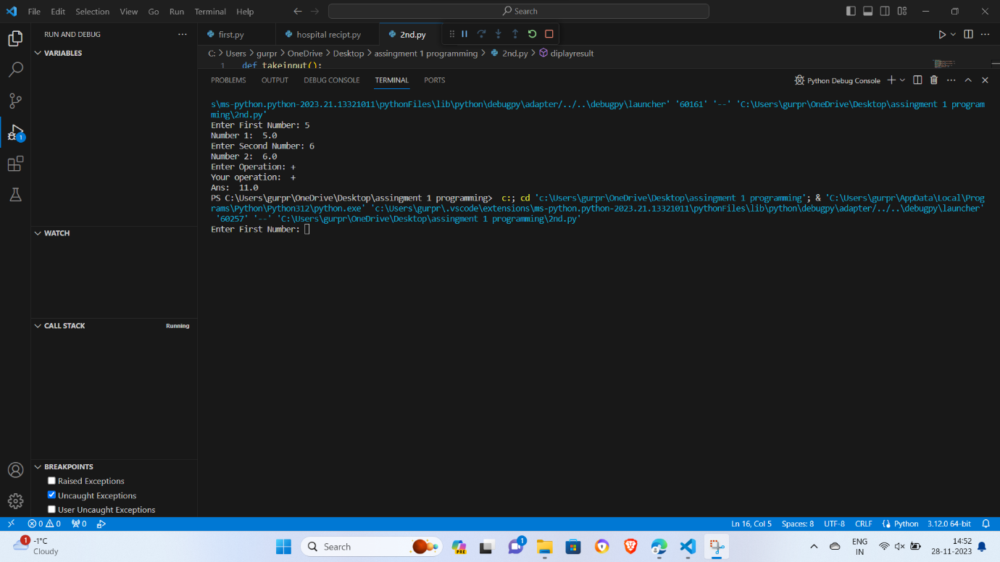 File Edit Selection View Go Run Terminal Help
Search
RUN AND DEBUG
VARIABLES
WATCH
CALL STACK Running
BREAKPOINTS
Raised Exceptions
Uncaught Exceptions
User Uncaught Exceptions
first.py hospital recipt.py 2nd.py
C: > Users > gurpr > OneDrive > Desktop > assingment 1 programming > 2nd.py > diplayresult
1 def takeinput():
PROBLEMS OUTPUT DEBUG CONSOLE TERMINAL PORTS
Python Debug Console
s\ms-python.python-2023.21.13321011\pythonFiles\lib\python\debugpy\adapter/../..\debugpy\launcher' '60161' '--' 'C:\Users\gurpr\OneDrive\Desktop\assingment 1 program
ming\2nd.py'
Enter First Number: 5
Number 1:  5.0
Enter Second Number: 6
Number 2:  6.0
Enter Operation: +
Your operation:  +
Ans:  11.0
PS C:\Users\gurpr\OneDrive\Desktop\assingment 1 programming>  c:; cd 'c:\Users\gurpr\OneDrive\Desktop\assingment 1 programming'; & 'C:\Users\gurpr\AppData\Local\Prog
rams\Python\Python312\python.exe' 'c:\Users\gurpr\.vscode\extensions\ms-python.python-2023.21.13321011\pythonFiles\lib\python\debugpy\adapter/../..\debugpy\launcher'
'60257' '--' 'C:\Users\gurpr\OneDrive\Desktop\assingment 1 programming\2nd.py'
Enter First Number:
1
0 0 0
Ln 16, Col 5 Spaces: 8 UTF-8 CRLF Python 3.12.0 64-bit
1
-1°C
Cloudy
Search
PRE
1
ENG
IN
14:52
28-11-2023